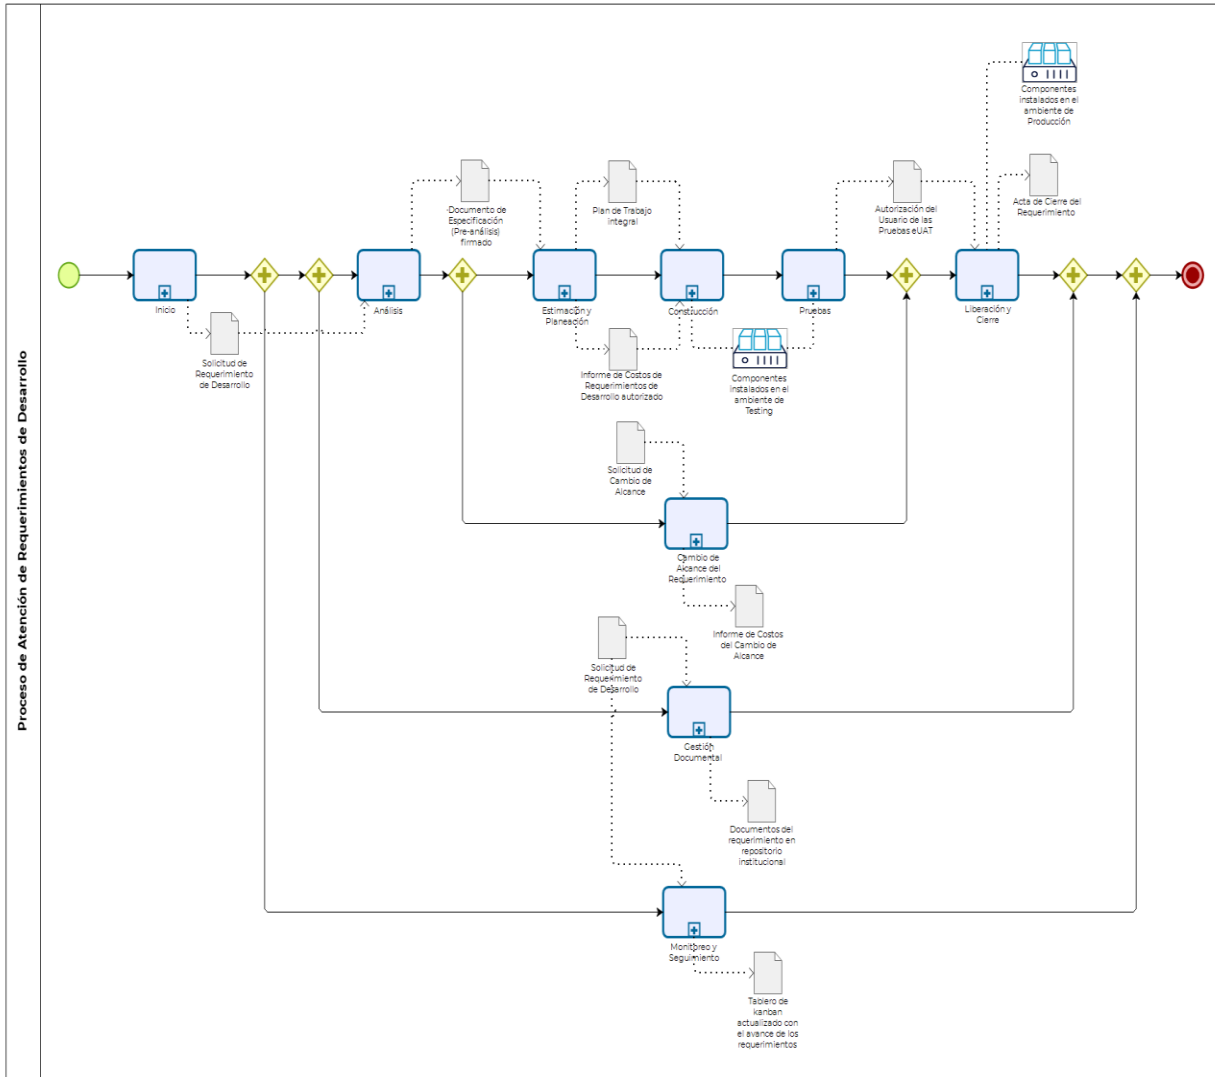 Proceso de Atención de Requerimientos de Desarrollo
Componentes
instalados en el
ambiente de
Producción
-Documento de
Especificación
(Pre-análisis)
firmado
Plan de Trabajo
Integral
Autorización del
Usuario de las
Pruebas eUAT
Acta de Cierre del
Requerimiento
Inicio
Análisis
Estimación y
Planeación
Construcción
Pruebas
Liberación y
Cierre
Solicitud de
Requerimiento
de Desarrollo
Informe de Costos de
Requerimientos de
Desarrollo autorizado
Componentes
instalados en el
ambiente de
Testing
Solicitud de
Cambio de
Alcance
Cambio de
Alcance del
Requerimiento
Informe de Costos
del Cambio de
Alcance
Solicitud de
Requerimiento
de Desarrollo
Gestión
Documental
Documentos del
requerimiento en
repositorio
institucional
Monitoreo y
Seguimiento
Tablero de
kanban
actualizado con
el avance de los
requerimientos